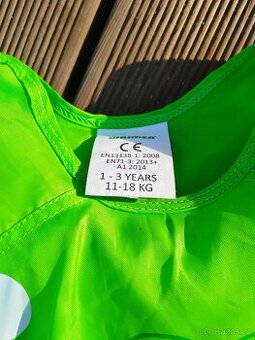 CE
EN13138-1: 2008
EN71-3: 2013+
A1 2014
1 - 3 YEARS
11-18 KG